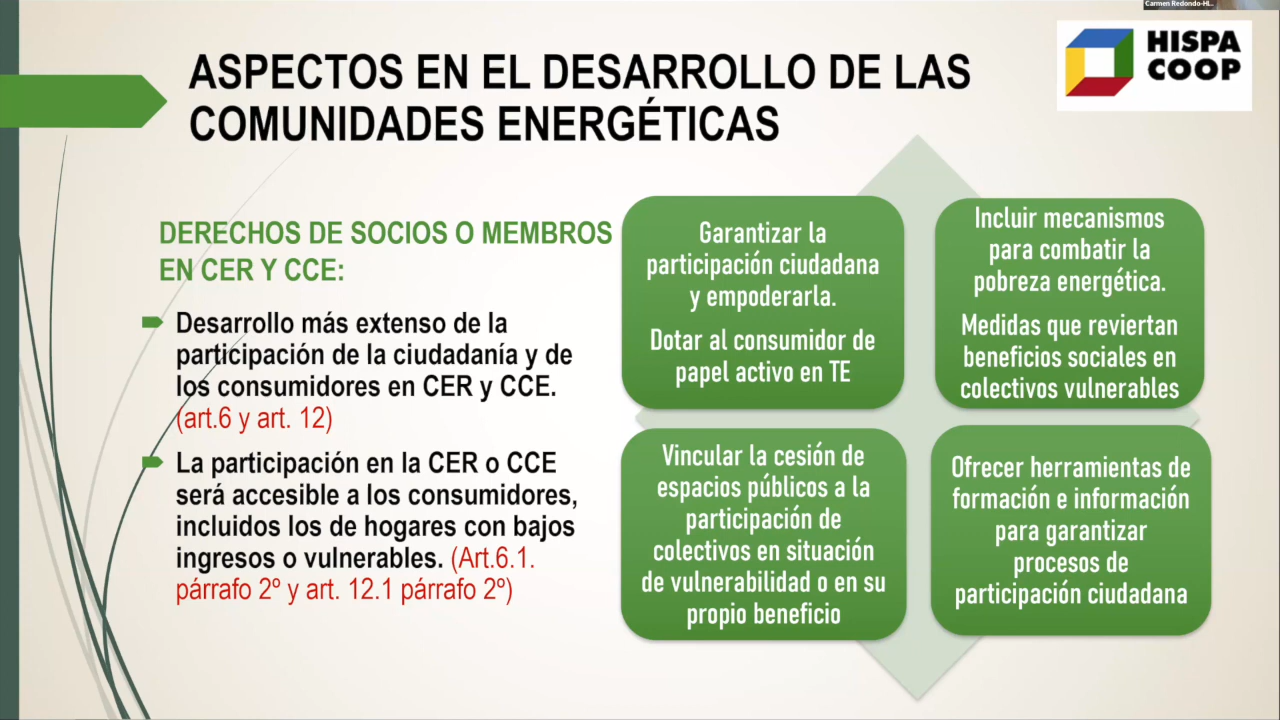 Carmen Redondo-HI...
HISPA
COOP
ASPECTOS EN EL DESARROLLO DE LAS
COMUNIDADES ENERGÉTICAS
DERECHOS DE SOCIOS O MEMBROS
EN CER Y CCE:
Desarrollo más extenso de la
participación de la ciudadanía y de
los consumidores en CER y CCE.
(art.6 y art. 12)
La participación en la CER o CCE
será accesible a los consumidores,
incluidos los de hogares con bajos
ingresos o vulnerables. (Art.6.1.
párrafo 2º y art. 12.1 párrafo 2º)
Garantizar la
participación ciudadana
y empoderarla.
Dotar al consumidor de
papel activo en TE
Incluir mecanismos
para combatir la
pobreza energética.
Medidas que reviertan
beneficios sociales en
colectivos vulnerables
Vincular la cesión de
espacios públicos a la
participación de
colectivos en situación
de vulnerabilidad o en su
propio beneficio
Ofrecer herramientas de
formación e información
para garantizar
procesos de
participación ciudadana